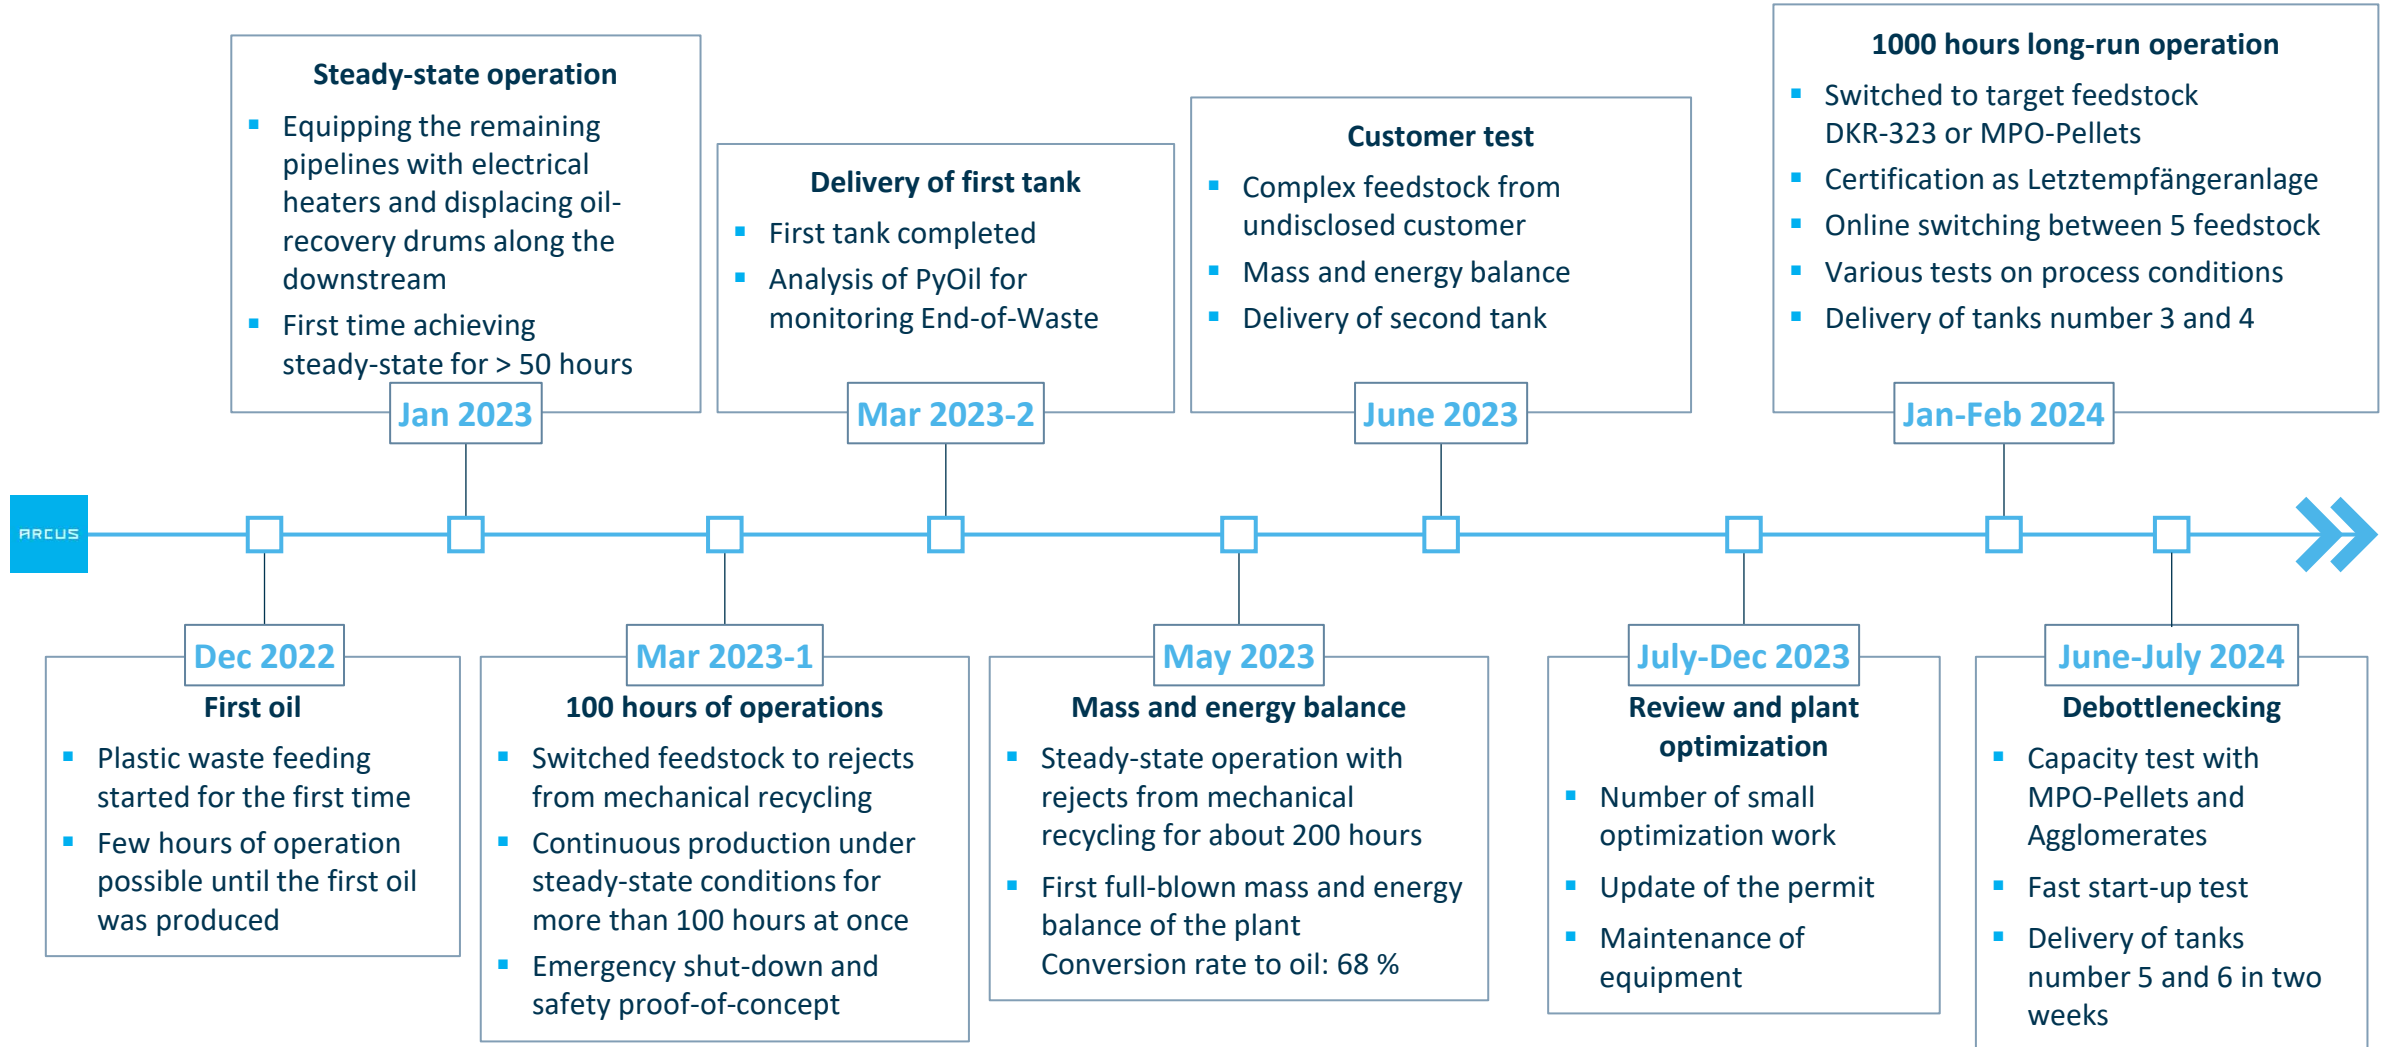 Steady-state operation
Equipping the remaining
pipelines with electrical
heaters and displacing oil-
recovery drums along the
downstream
First time achieving
steady-state for > 50 hours
Jan 2023
Delivery of first tank
First tank completed
Analysis of PyOil for
monitoring End-of-Waste
Mar 2023-2
Customer test
Complex feedstock from
undisclosed customer
Mass and energy balance
Delivery of second tank
June 2023
1000 hours long-run operation
Switched to target feedstock
DKR-323 or MPO-Pellets
Certification as Letztempfängeranlage
Online switching between 5 feedstock
Various tests on process conditions
Delivery of tanks number 3 and 4
Jan-Feb 2024
ARCUS
Dec 2022
First oil
Plastic waste feeding
started for the first time
Few hours of operation
possible until the first oil
was produced
Mar 2023-1
100 hours of operations
Switched feedstock to rejects
from mechanical recycling
Continuous production under
steady-state conditions for
more than 100 hours at once
Emergency shut-down and
safety proof-of-concept
May 2023
Mass and energy balance
Steady-state operation with
rejects from mechanical
recycling for about 200 hours
First full-blown mass and energy
balance of the plant
Conversion rate to oil: 68 %
July-Dec 2023
Review and plant
optimization
Number of small
optimization work
Update of the permit
Maintenance of
equipment
June-July 2024
Debottlenecking
Capacity test with
MPO-Pellets and
Agglomerates
Fast start-up test
Delivery of tanks
number 5 and 6 in two
weeks